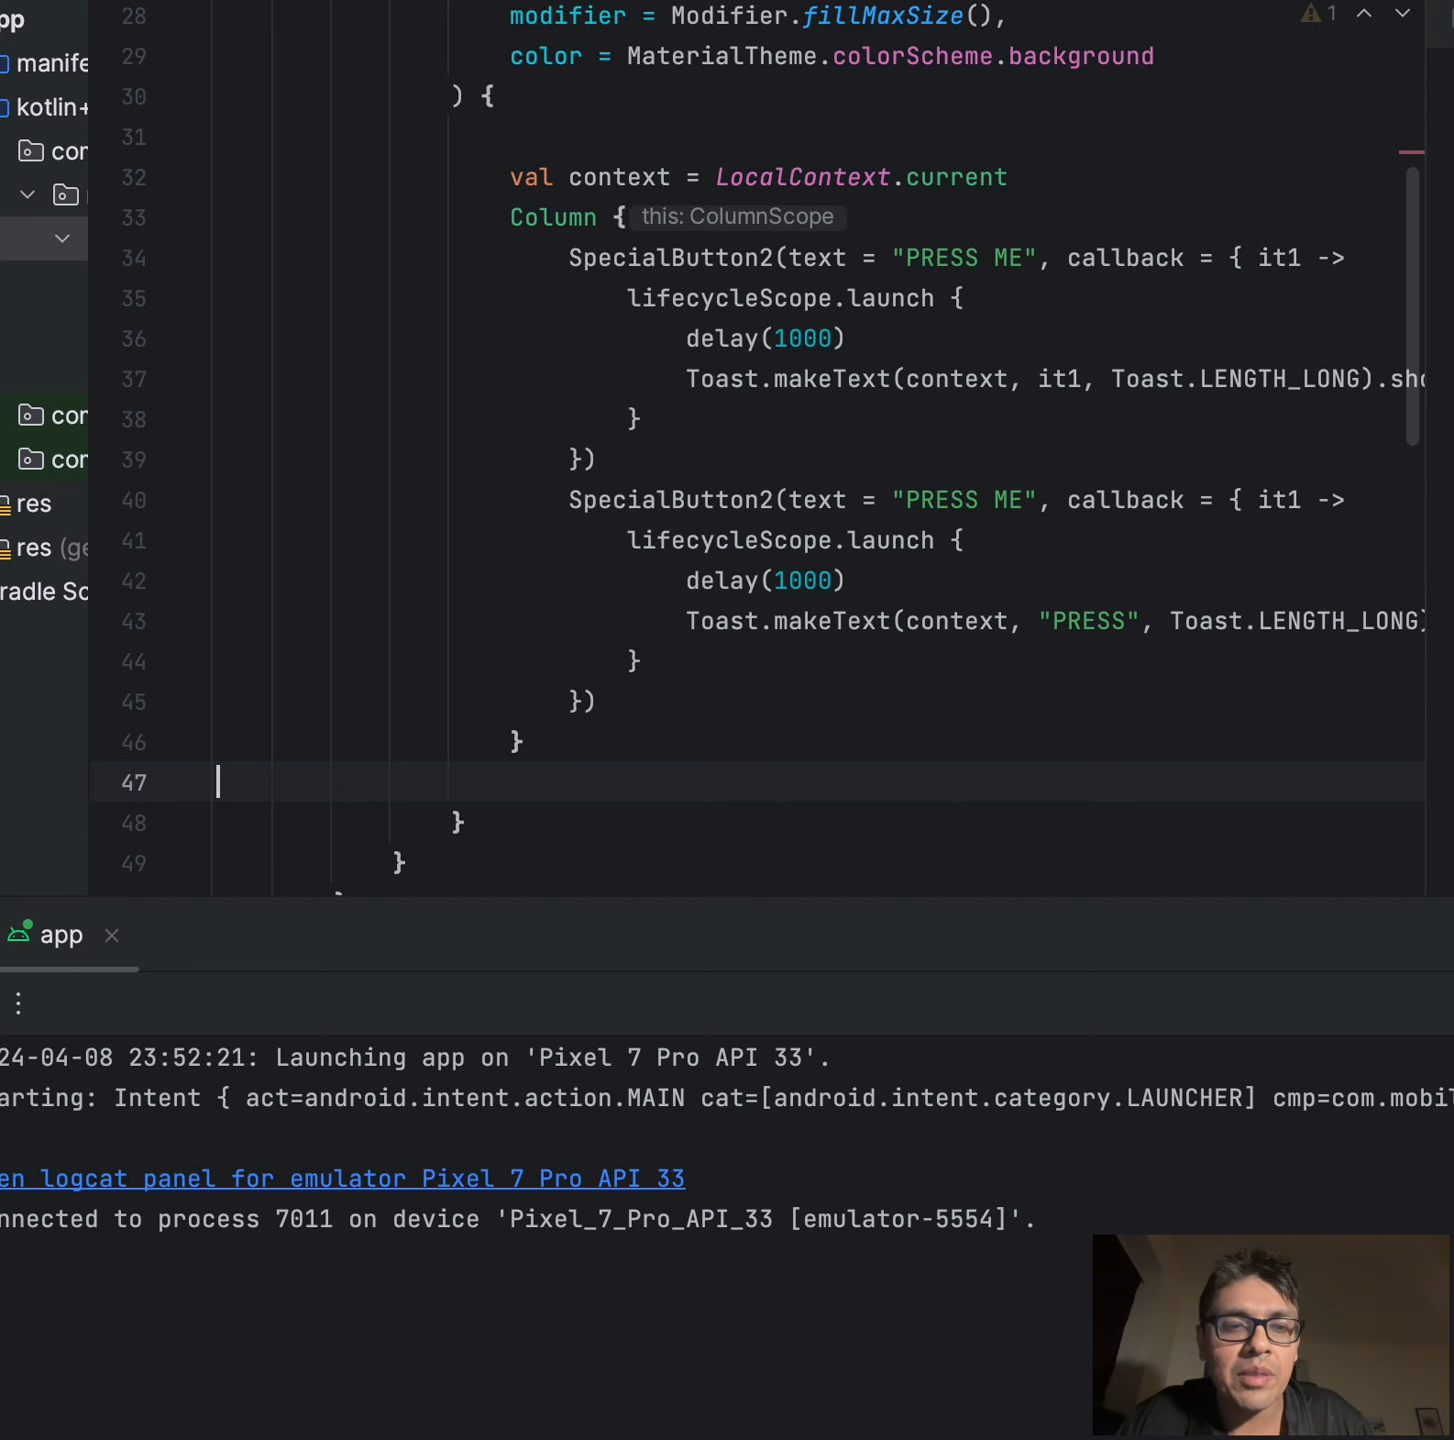 pp
manife
kotlin+
con
con
con
res
res (ge
radle Sc
1
28 modifier = Modifier.fillMaxSize(),
29 color = MaterialTheme.colorScheme.background
30 ) {
31
32 val context = LocalContext.current
33 Column { this: ColumnScope
34 SpecialButton2(text = "PRESS ME", callback = { it1 ->
35 lifecycleScope.launch {
36 delay(1000)
37 Toast.makeText(context, it1, Toast.LENGTH_LONG).sho
38 }
39 })
40 SpecialButton2(text = "PRESS ME", callback = { it1 ->
41 lifecycleScope.launch {
42 delay(1000)
43 Toast.makeText(context, "PRESS", Toast.LENGTH_LONG)
44 }
45 })
46 }
47
48 }
49 }
app
24-04-08 23:52:21: Launching app on 'Pixel 7 Pro API 33'.
arting: Intent { act=android.intent.action.MAIN cat=[android.intent.category.LAUNCHER] cmp=com.mobil
en logcat panel for emulator Pixel 7 Pro API 33
nnected to process 7011 on device 'Pixel_7_Pro_API_33 [emulator-5554]'.